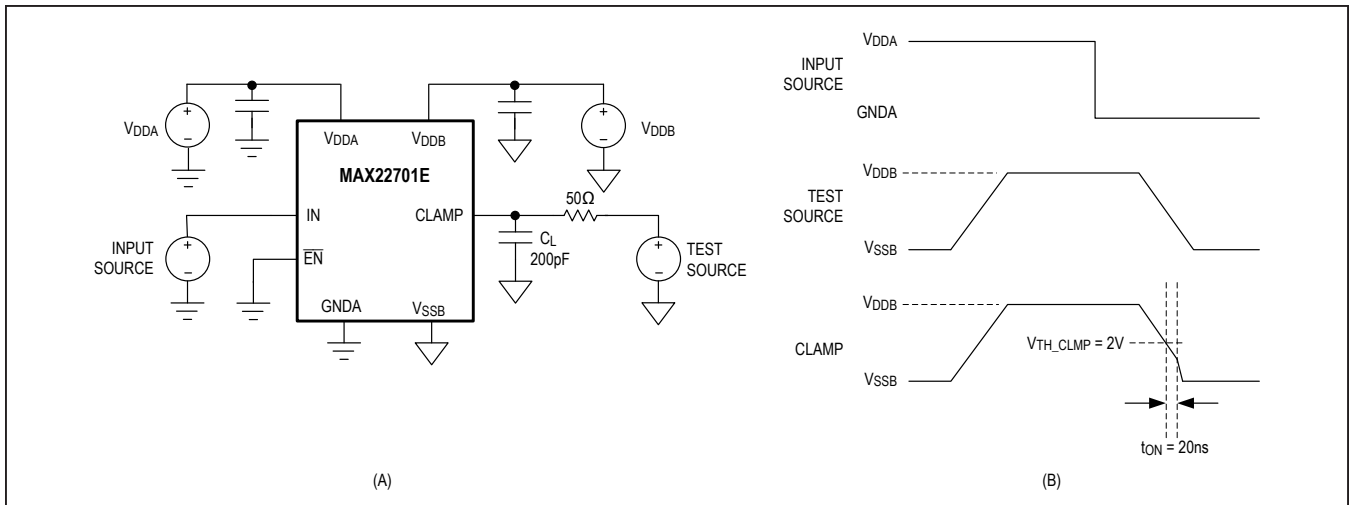 VDDA
VDDA
VDDB
VDDB
MAX22701E
IN
CLAMP
50Ω
INPUT
SOURCE
EN
CL
200pF
TEST
SOURCE
GNDA
VSSB
(A)
VDDA
INPUT
SOURCE
GNDA
VDDB
TEST
SOURCE
VSSB
VDDB
CLAMP
VTH_CLMP = 2V
VSSB
tON = 20ns
(B)
+
-
+
-
+
-
+
-